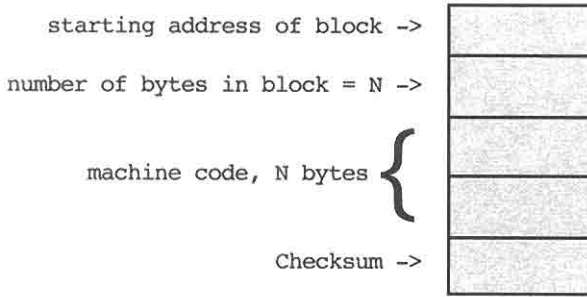 starting address of block ->
number of bytes in block = N ->
machine code, N bytes
Checksum ->